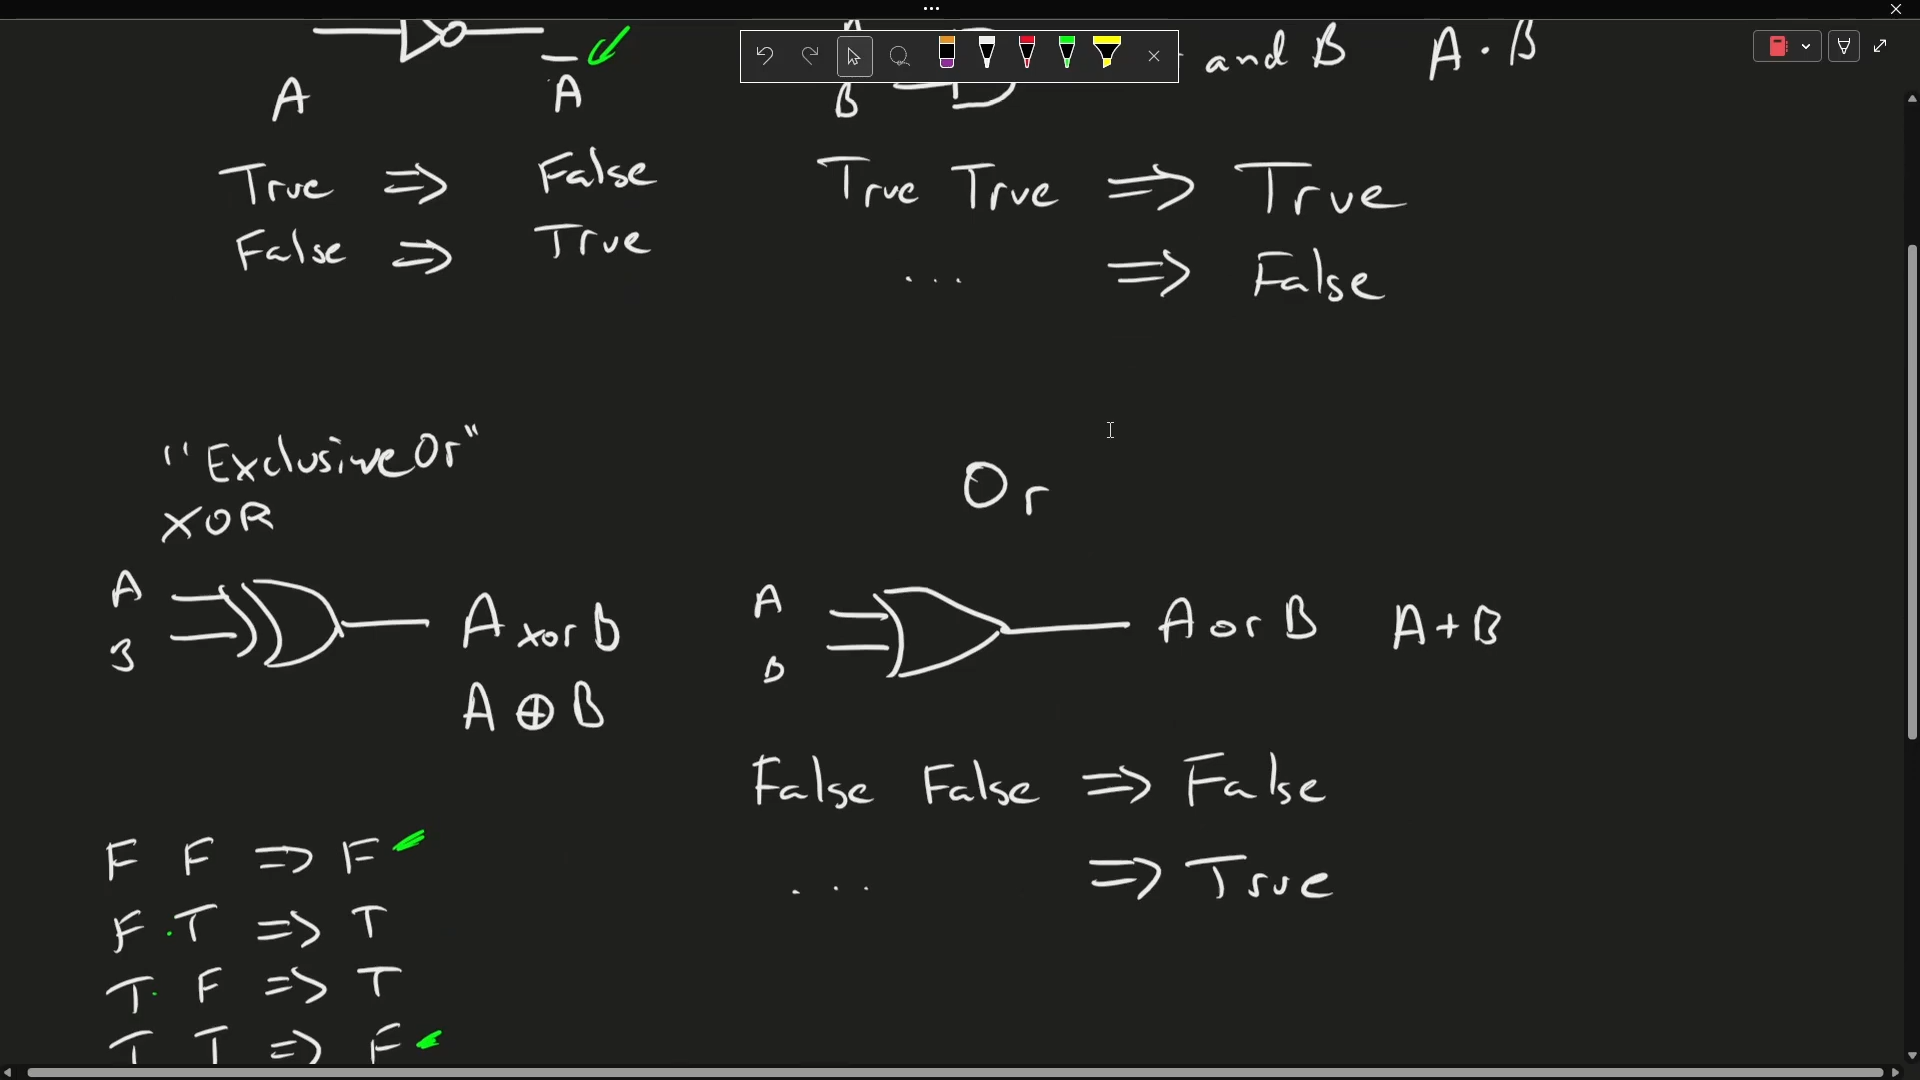 A Ā
True => False
False => True
A
B and B A · B
True True => True
... => False
"Exclusive Or"
XOR
A
B A xor B
A ⊕ B
F F => F
F T => T
T F => T
T T => F
Or
A
B A or B A + B
False False => False
... => True